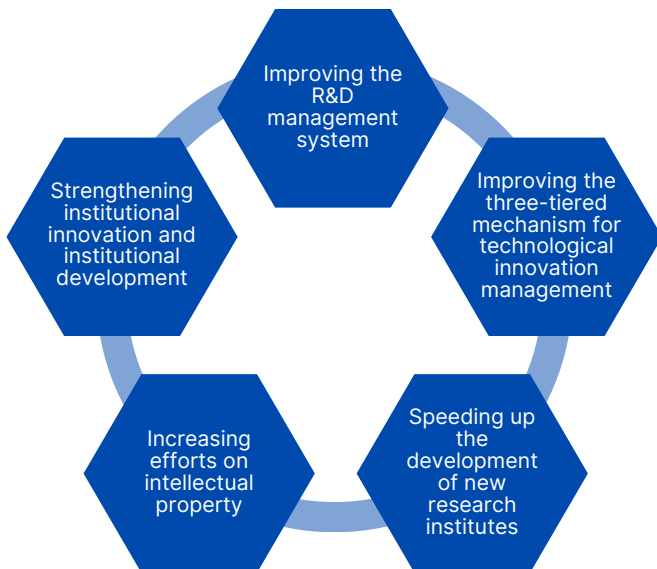 Improving the
R&D
management
system
Improving the
three-tiered
mechanism for
technological
innovation
management
Speeding up
the
development
of new
research
institutes
Increasing
efforts on
intellectual
property
Strengthening
institutional
innovation and
institutional
development